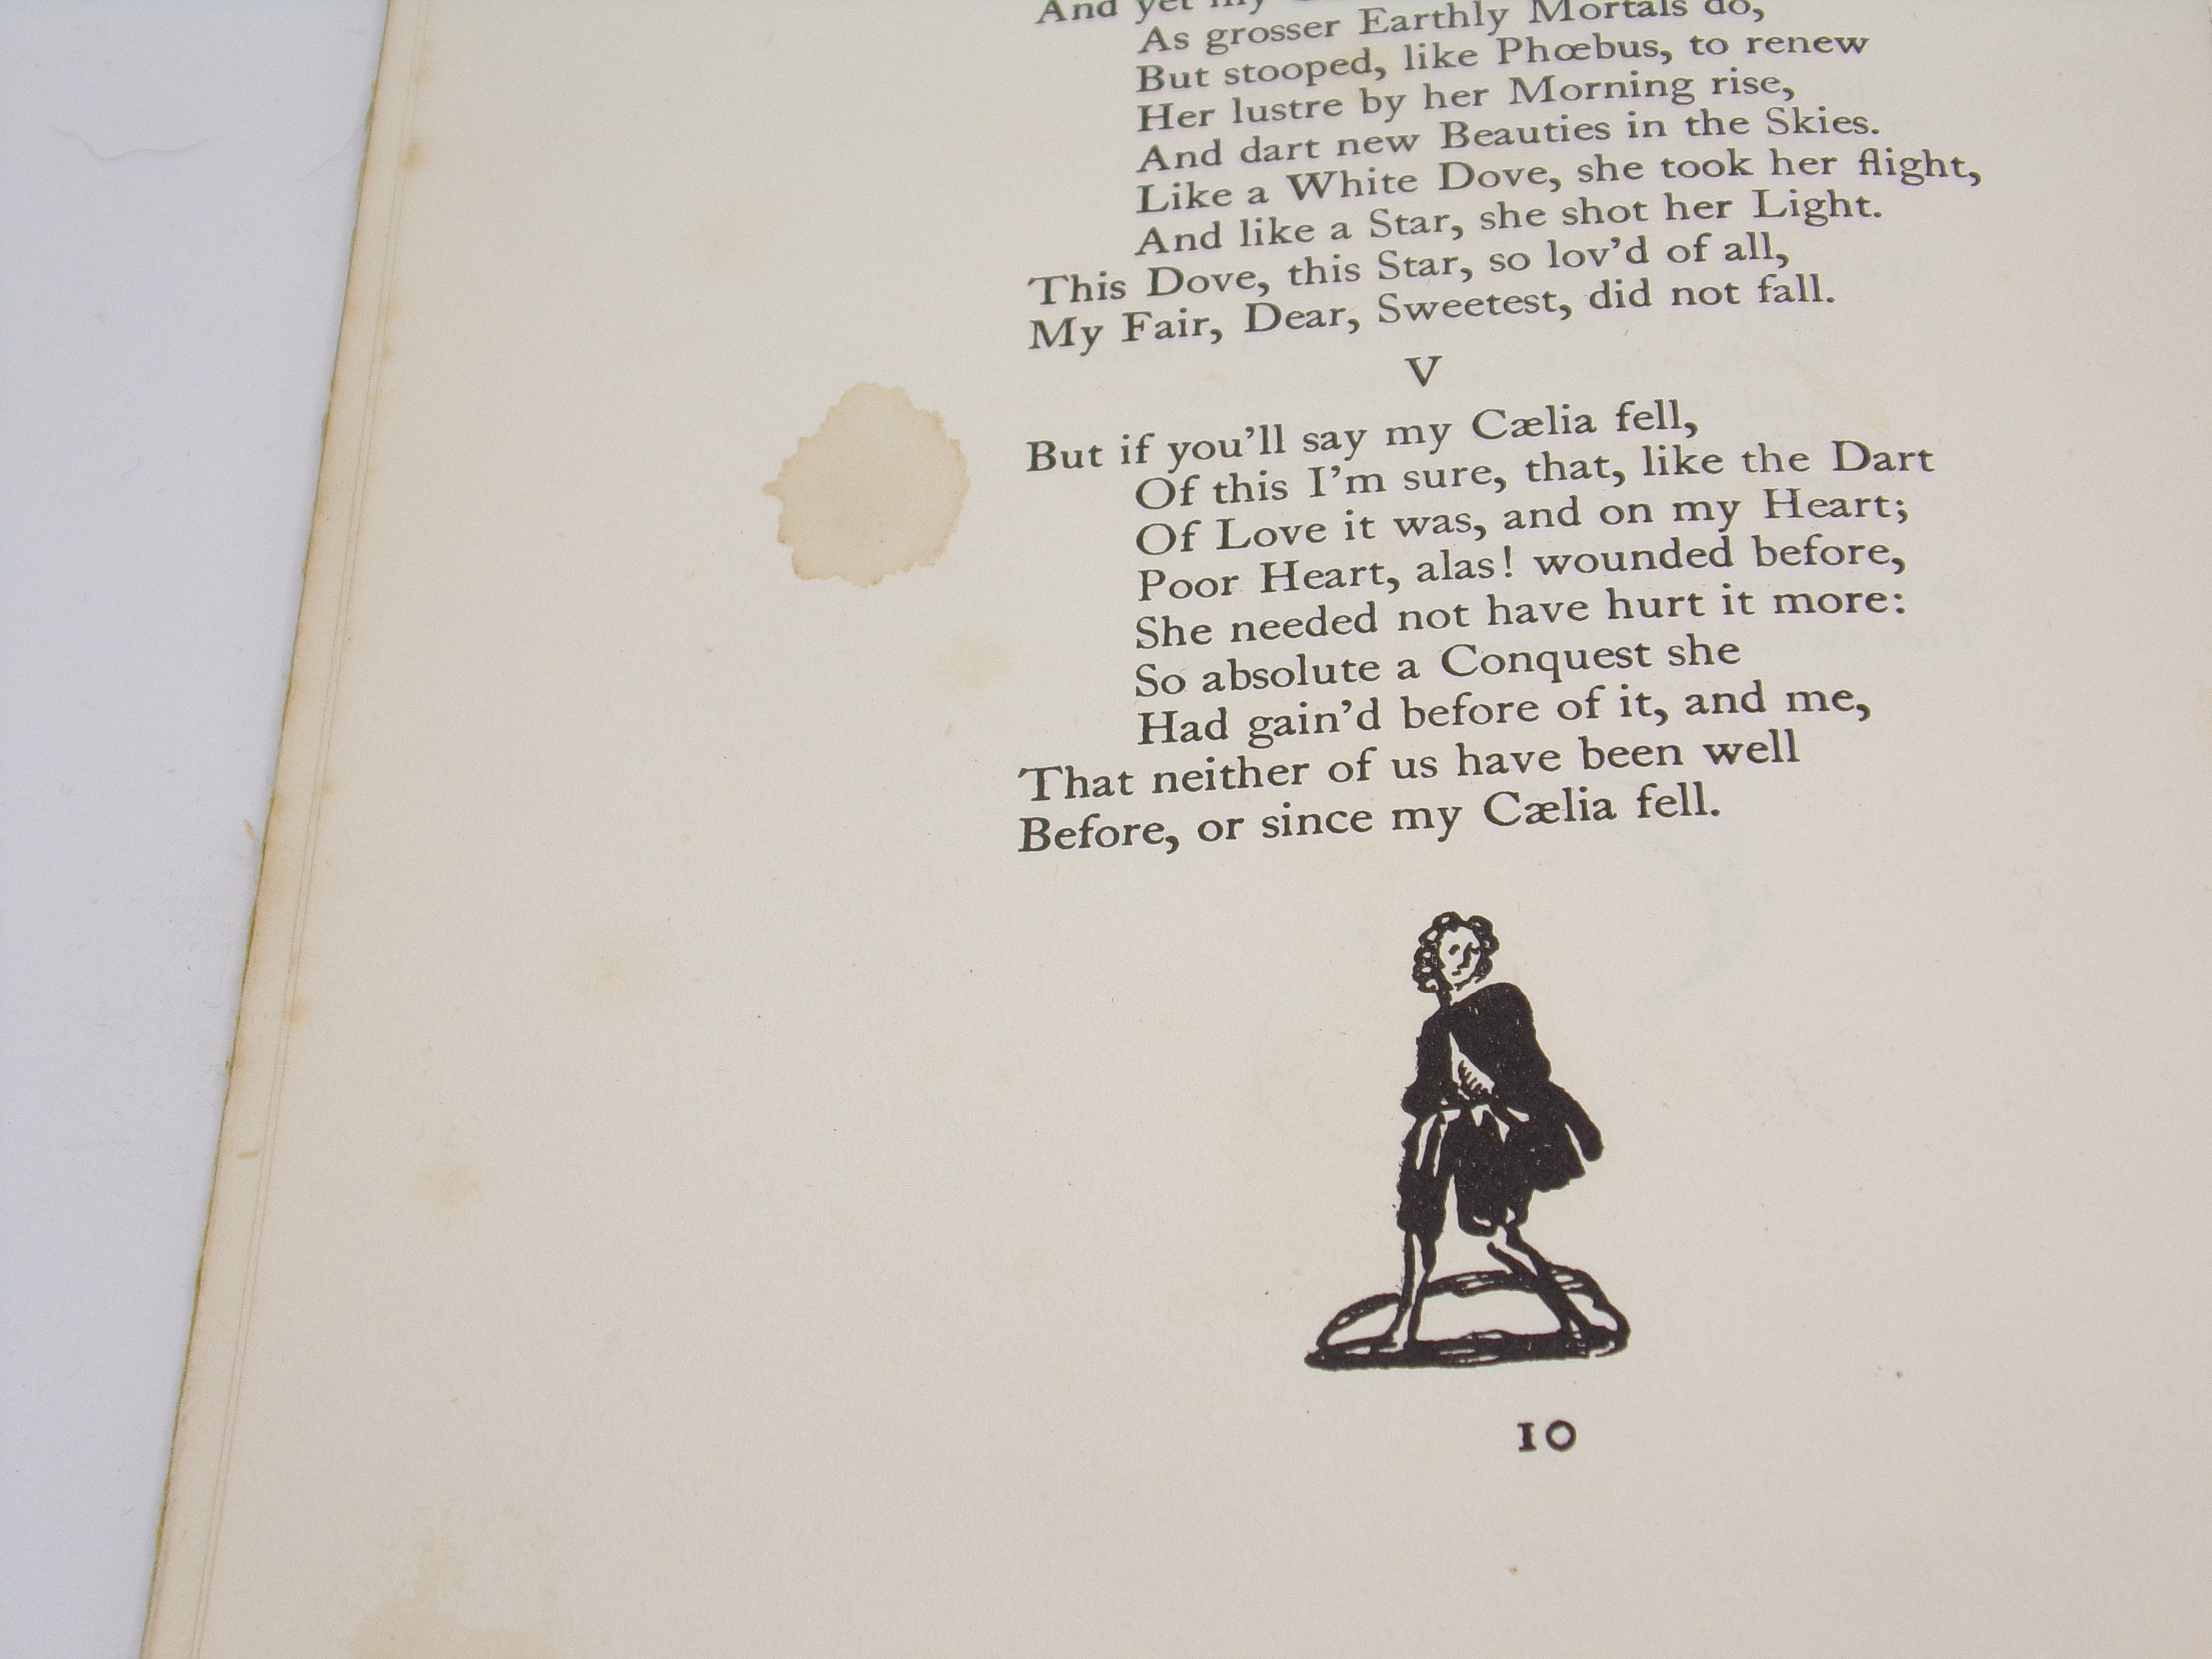 And yet my
As grosser Earthly Mortals do,
But stooped, like Phœbus, to renew
Her lustre by her Morning rise,
And dart new Beauties in the Skies.
Like a White Dove, she took her flight,
And like a Star, she shot her Light.
This Dove, this Star, so lov’d of all,
My Fair, Dear, Sweetest, did not fall.
V
But if you’ll say my Cælia fell,
Of this I’m sure, that, like the Dart
Of Love it was, and on my Heart;
Poor Heart, alas! wounded before,
She needed not have hurt it more:
So absolute a Conquest she
Had gain’d before of it, and me,
That neither of us have been well
Before, or since my Cælia fell.
10